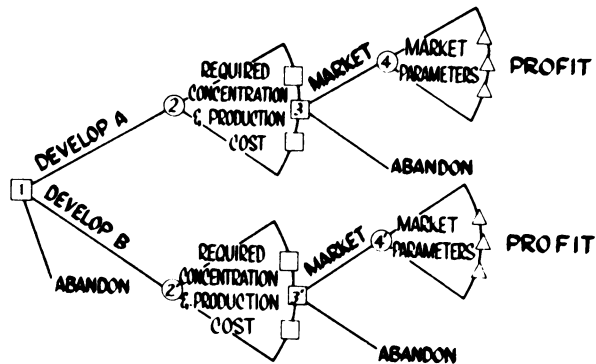 1
DEVELOP A
2
REQUIRED
CONCENTRATION
& PRODUCTION
COST
3
MARKET
4
MARKET
PARAMETERS
PROFIT
ABANDON
DEVELOP B
2'
REQUIRED
CONCENTRATION
& PRODUCTION
COST
3'
MARKET
4'
MARKET
PARAMETERS
PROFIT
ABANDON
ABANDON